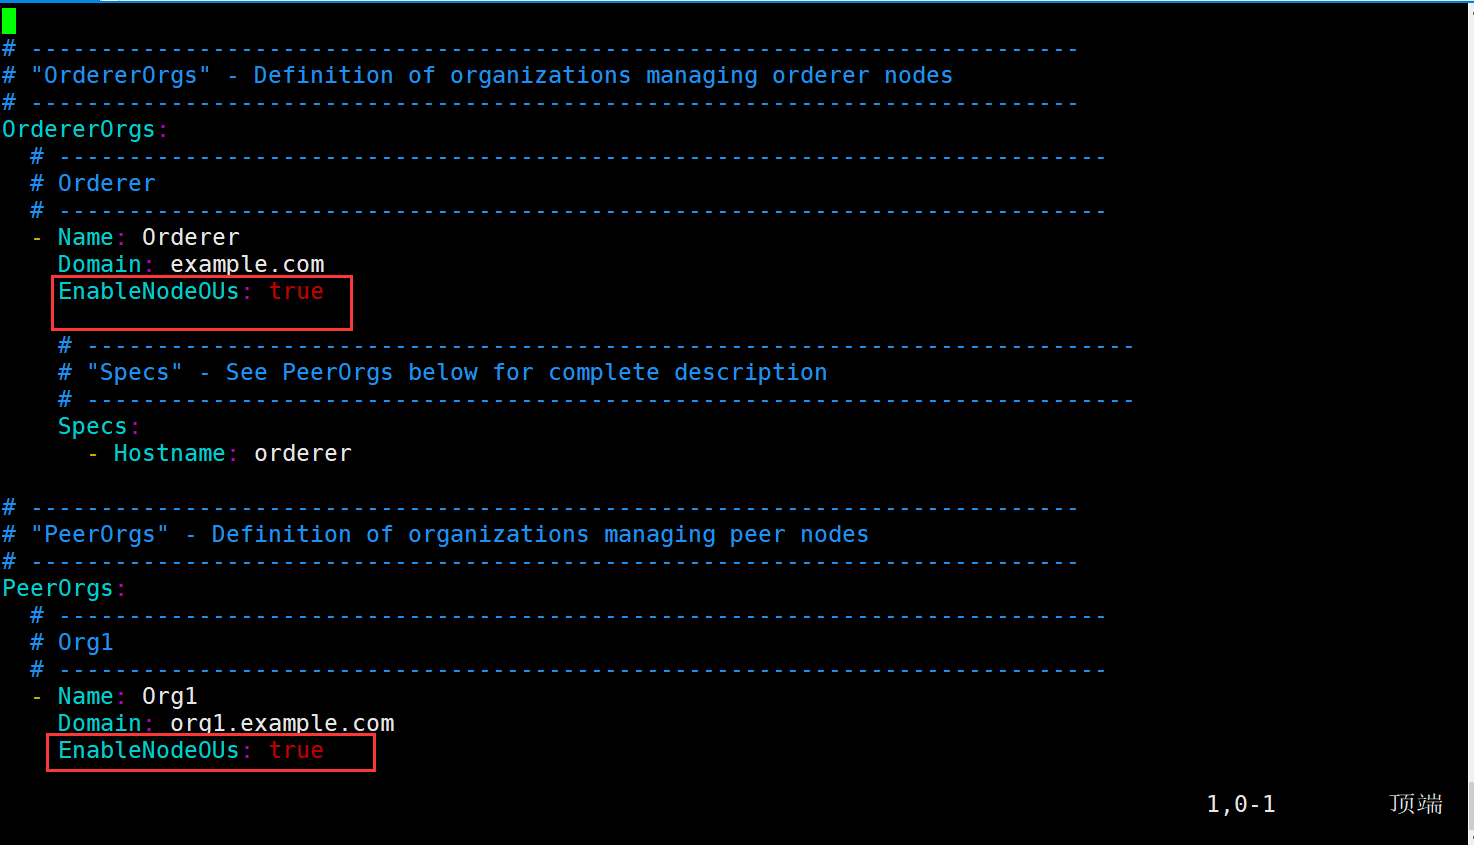 # ---------------------------------------------------------------------------
# "OrdererOrgs" - Definition of organizations managing orderer nodes
# ---------------------------------------------------------------------------
OrdererOrgs:
  # ---------------------------------------------------------------------------
  # Orderer
  # ---------------------------------------------------------------------------
  - Name: Orderer
    Domain: example.com
    EnableNodeOUs: true
    # ---------------------------------------------------------------------------
    # "Specs" - See PeerOrgs below for complete description
    # ---------------------------------------------------------------------------
    Specs:
      - Hostname: orderer
# ---------------------------------------------------------------------------
# "PeerOrgs" - Definition of organizations managing peer nodes
# ---------------------------------------------------------------------------
PeerOrgs:
  # ---------------------------------------------------------------------------
  # Org1
  # ---------------------------------------------------------------------------
  - Name: Org1
    Domain: org1.example.com
    EnableNodeOUs: true
1,0-1 顶端